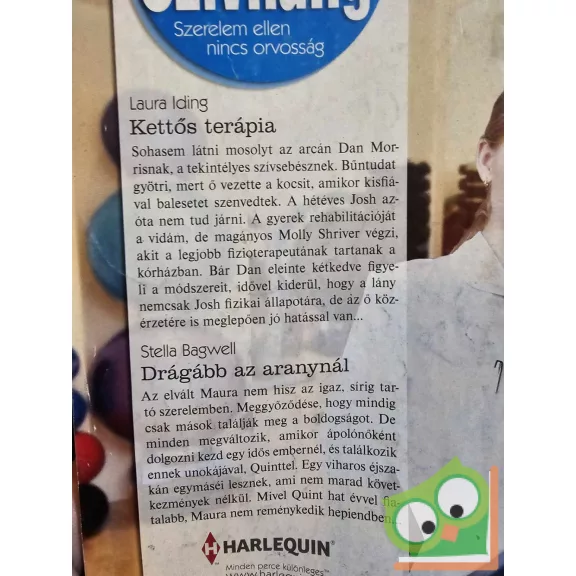 Szerelem ellen
nincs orvosság
Laura Iding
Kettős terápia
Sohasem látni mosolyt az arcán Dan Mor-
risnak, a tekintélyes szívsebésznek. Bűntudat
gyötri, mert ő vezette a kocsit, amikor kisfiá-
val balesetet szenvedtek. A hétéves Josh az-
óta nem tud járni. A gyerek rehabilitációját
a vidám, de magányos Molly Shriver végzi,
akit a legjobb fizioterapeutának tartanak a
kórházban. Bár Dan eleinte kétkedve figye-
li a módszereit, idővel kiderül, hogy a lány
nemcsak Josh fizikai állapotára, de az ő köz-
érzetére is meglepően jó hatással van...
Stella Bagwell
Drágább az aranynál
Az elvált Maura nem hisz az igaz, sírig tar-
tó szerelemben. Meggyőződése, hogy mindig
csak mások találják meg a boldogságot. De
minden megváltozik, amikor ápolónőként
dolgozni kezd egy idős embernél, és találkozik
ennek unokájával, Quinttel. Egy viharos éjsza-
kán egymáséi lesznek, ami nem marad követ-
kezmények nélkül. Mivel Quint hat évvel fia-
talabb, Maura nem reménykedik hepiendben...
HARLEQUIN®
Minden perce különleges™